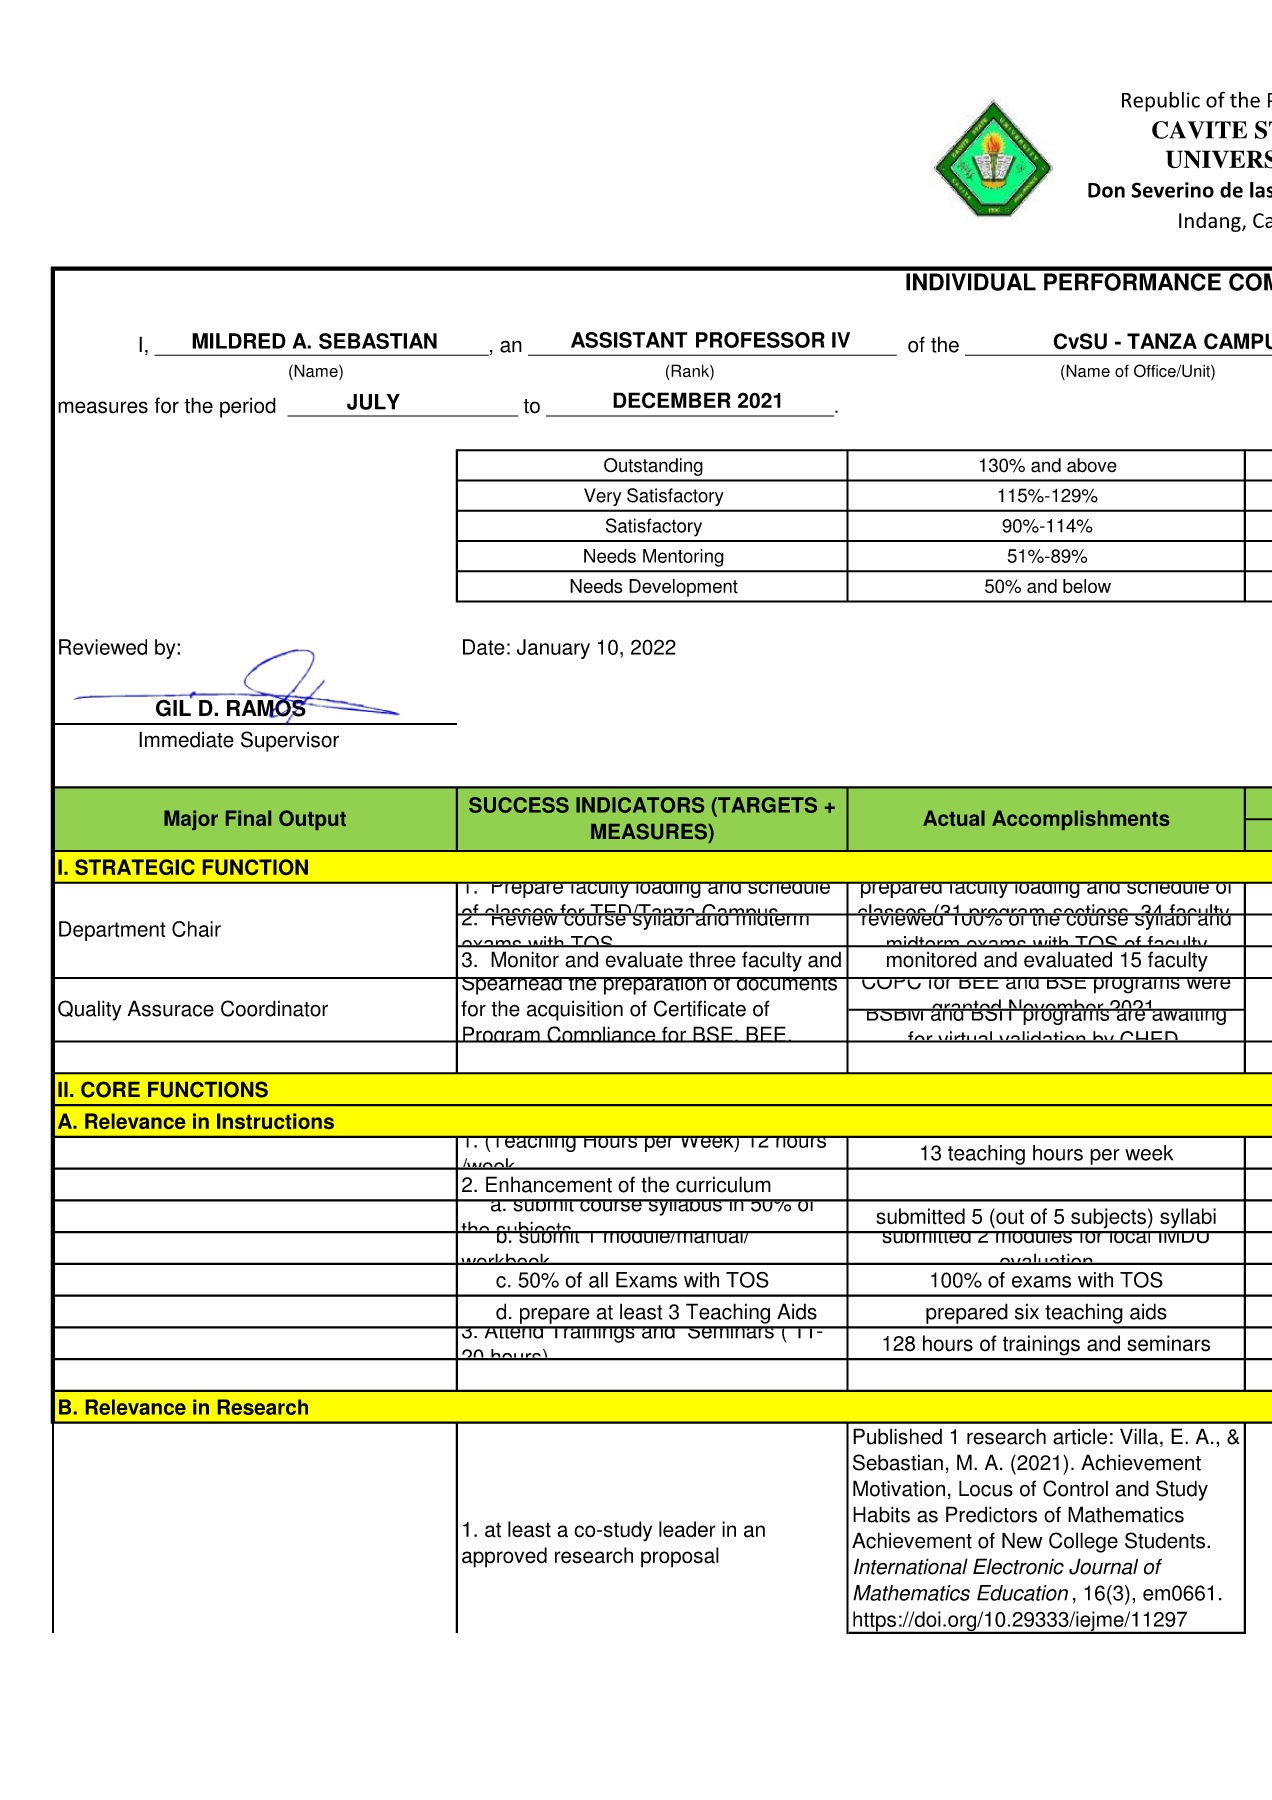 Republic of the
CAVITE ST
UNIVERS
Don Severino de las
Indang, Ca
INDIVIDUAL PERFORMANCE COM
I, MILDRED A. SEBASTIAN, an ASSISTANT PROFESSOR IV of the CvSU - TANZA CAMPU
(Name) (Rank) (Name of Office/Unit)
measures for the period JULY to DECEMBER 2021.
Outstanding 130% and above
Very Satisfactory 115%-129%
Satisfactory 90%-114%
Needs Mentoring 51%-89%
Needs Development 50% and below
Reviewed by: Date: January 10, 2022
GIL D. RAMOS
Immediate Supervisor
Major Final Output
SUCCESS INDICATORS (TARGETS +
MEASURES)
Actual Accomplishments
I. STRATEGIC FUNCTION
Department Chair
1. Prepare faculty loading and schedule
of classes for TED/Tanza Campus
prepared faculty loading and schedule of
classes (31 program sections, 34 faculty
2. Review course syllabi and midterm
exams with TOS
reviewed 100% of the course syllabi and
midterm exams with TOS of faculty
3. Monitor and evaluate three faculty and
monitored and evaluated 15 faculty
Quality Assurace Coordinator
Spearhead the preparation of documents
for the acquisition of Certificate of
Program Compliance for BSE, BEE,
COPC for BEE and BSE programs were
granted November 2021
BSBM and BSIT programs are awaiting
for virtual validation by CHED
II. CORE FUNCTIONS
A. Relevance in Instructions
1. (Teaching Hours per Week) 12 hours
/week
13 teaching hours per week
2. Enhancement of the curriculum
a. submit course syllabus in 50% of
the subjects
submitted 5 (out of 5 subjects) syllabi
b. submit 1 module/manual/
workbook
submitted 2 modules for local IMDU
evaluation
c. 50% of all Exams with TOS
100% of exams with TOS
d. prepare at least 3 Teaching Aids
prepared six teaching aids
3. Attend Trainings and Seminars ( 11-
20 hours)
128 hours of trainings and seminars
B. Relevance in Research
1. at least a co-study leader in an
approved research proposal
Published 1 research article: Villa, E. A., &
Sebastian, M. A. (2021). Achievement
Motivation, Locus of Control and Study
Habits as Predictors of Mathematics
Achievement of New College Students.
International Electronic Journal of
Mathematics Education, 16(3), em0661.
https://doi.org/10.29333/iejme/11297